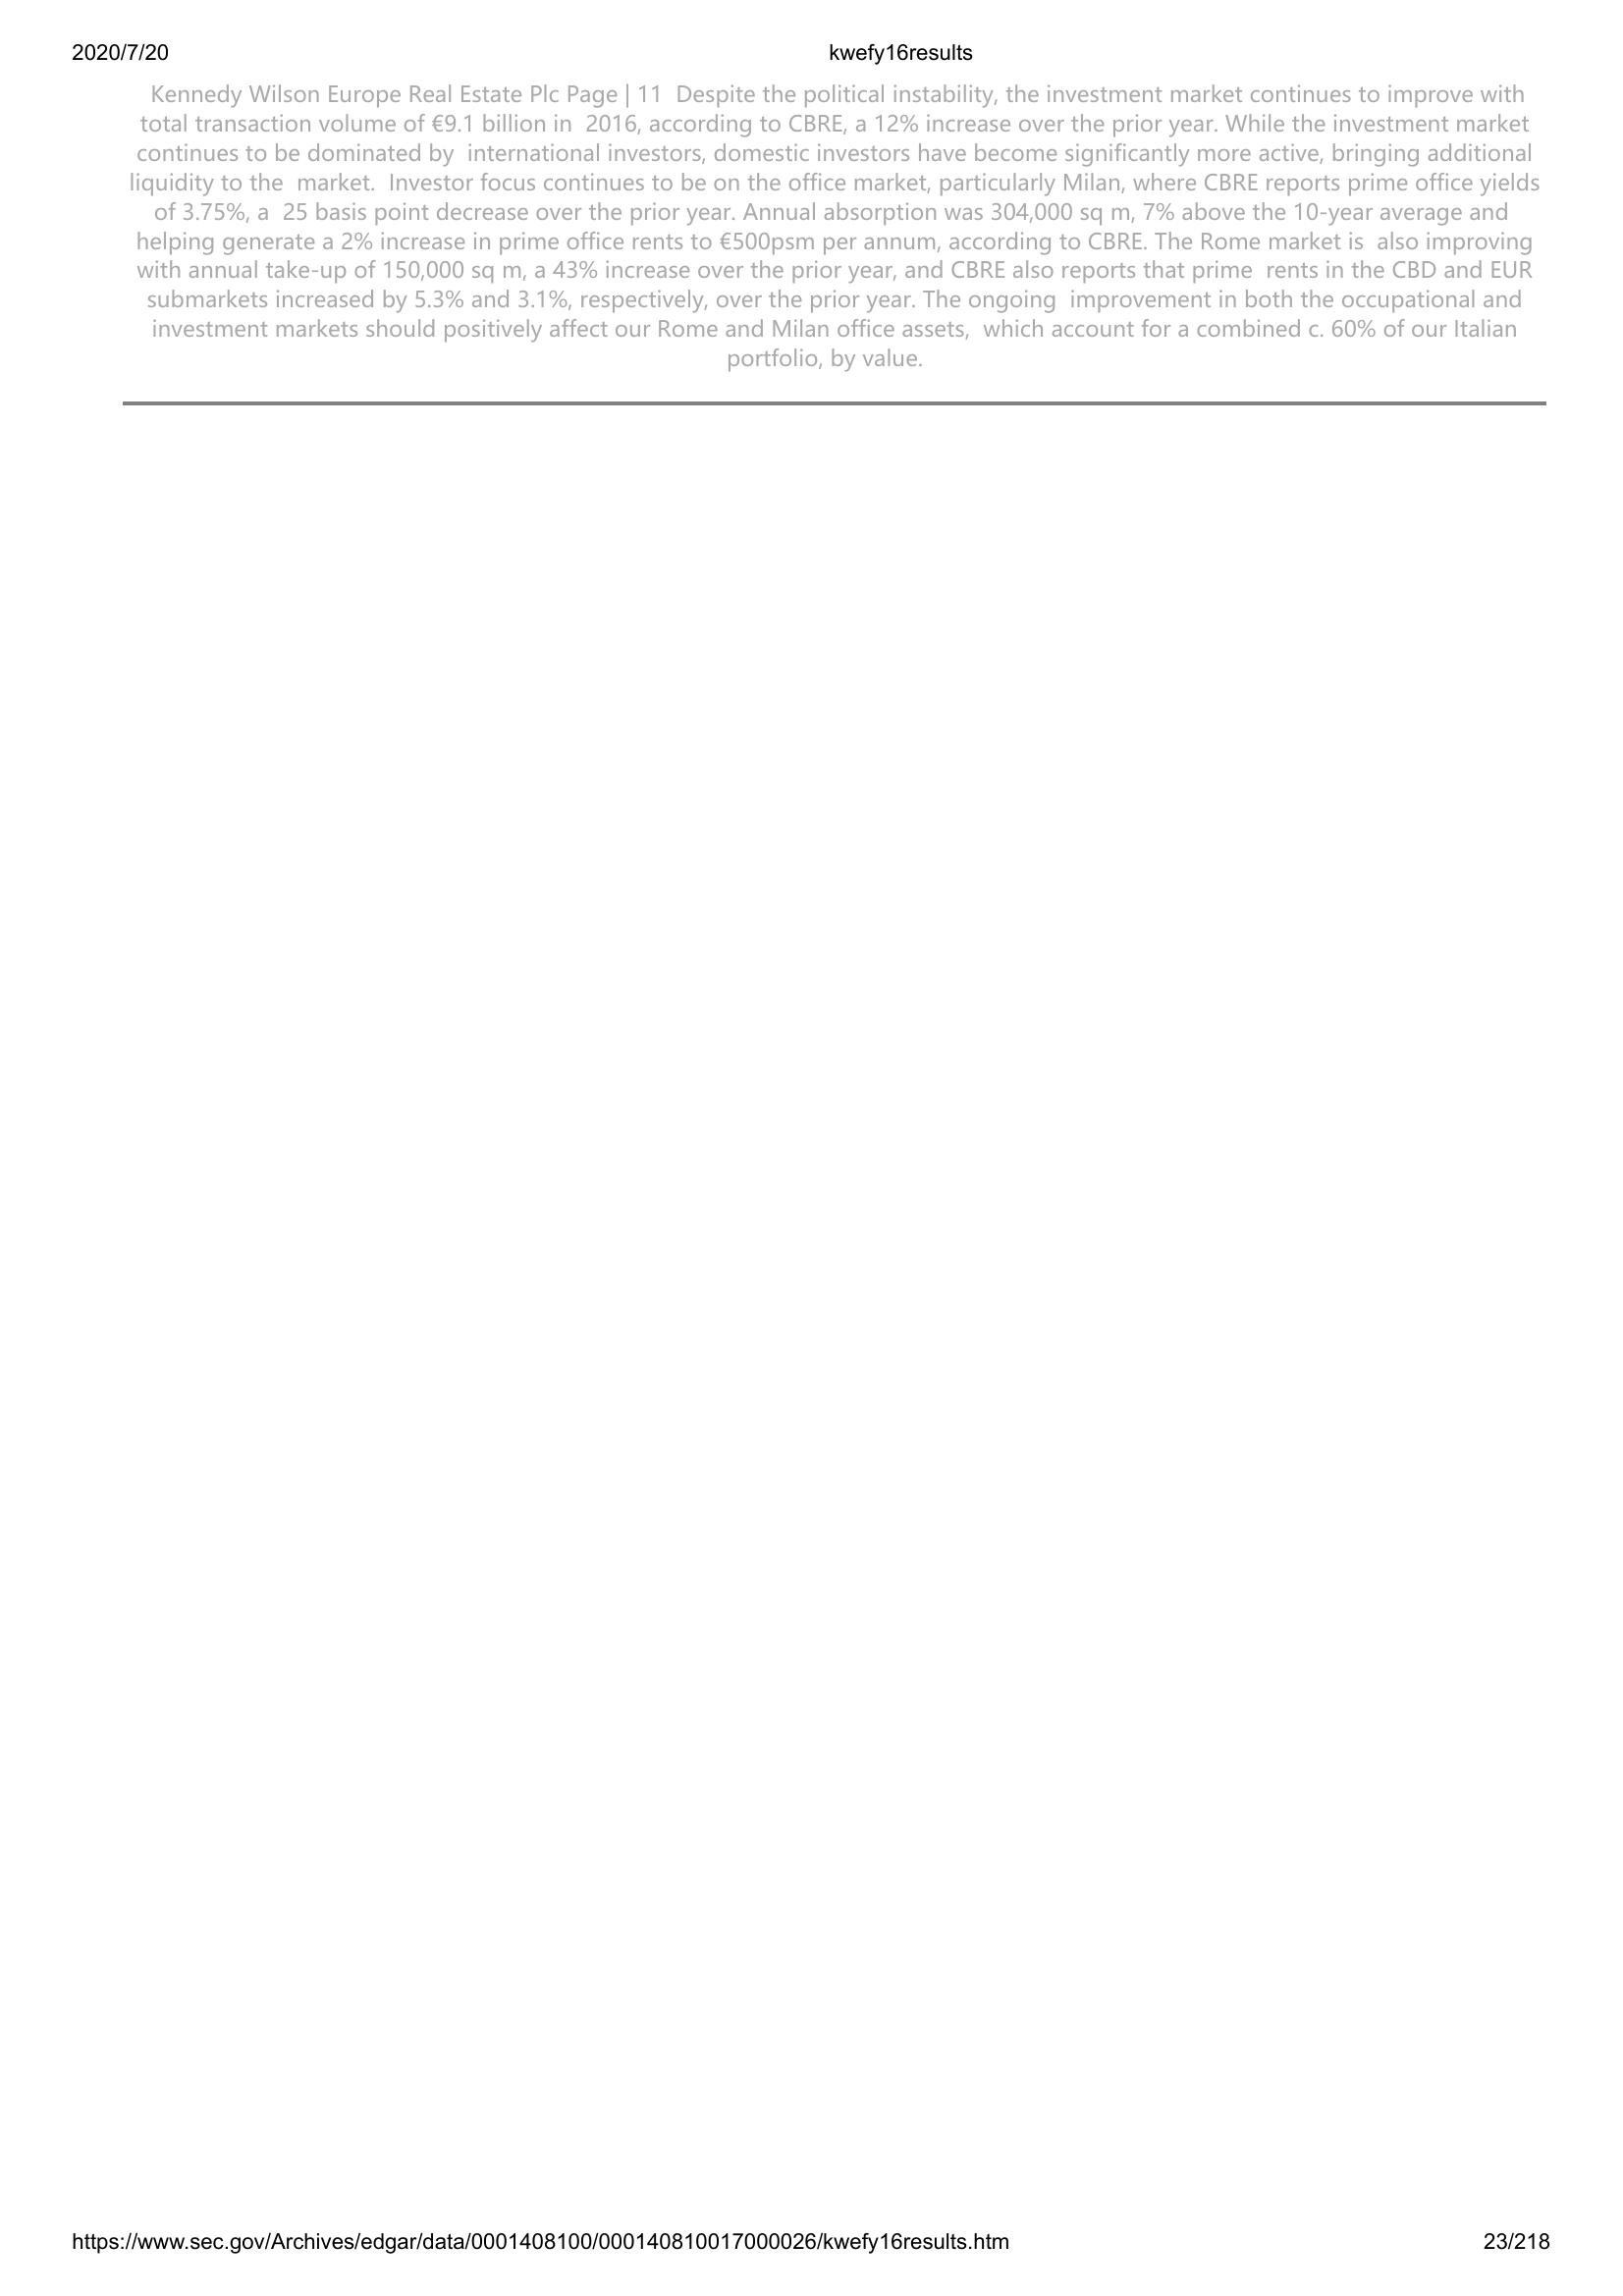 2020/7/20 kwefy16results
Kennedy Wilson Europe Real Estate Plc Page | 11 Despite the political instability, the investment market continues to improve with
total transaction volume of €9.1 billion in 2016, according to CBRE, a 12% increase over the prior year. While the investment market
continues to be dominated by international investors, domestic investors have become significantly more active, bringing additional
liquidity to the market. Investor focus continues to be on the office market, particularly Milan, where CBRE reports prime office yields
of 3.75%, a 25 basis point decrease over the prior year. Annual absorption was 304,000 sq m, 7% above the 10-year average and
helping generate a 2% increase in prime office rents to €500psm per annum, according to CBRE. The Rome market is also improving
with annual take-up of 150,000 sq m, a 43% increase over the prior year, and CBRE also reports that prime rents in the CBD and EUR
submarkets increased by 5.3% and 3.1%, respectively, over the prior year. The ongoing improvement in both the occupational and
investment markets should positively affect our Rome and Milan office assets, which account for a combined c. 60% of our Italian
portfolio, by value.
https://www.sec.gov/Archives/edgar/data/0001408100/000140810017000026/kwefy16results.htm 23/218